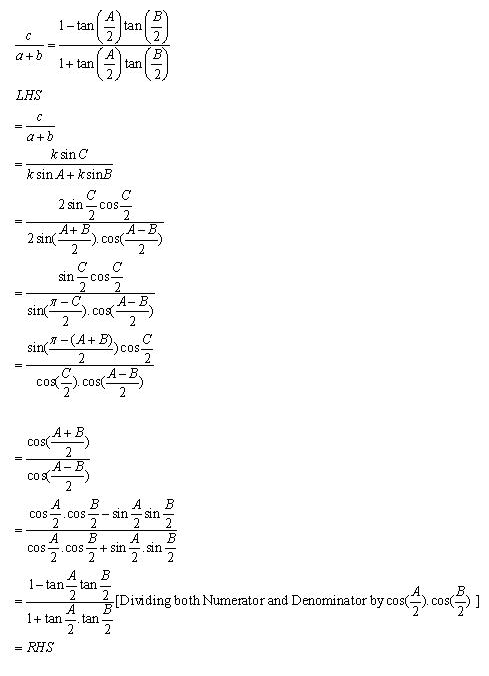 c/(a+b) = (1-tan(A/2)tan(B/2))/(1+tan(A/2)tan(B/2))
LHS
= c/(a+b)
= (k sin C)/(k sin A + k sinB)
= (2 sin C/2 cos C/2)/(2 sin((A+B)/2).cos((A-B)/2))
= (sin C/2 cos C/2)/(sin((π-C)/2).cos((A-B)/2))
= (sin((π-(A+B))/2)cos C/2)/(cos(C/2).cos((A-B)/2))
= cos((A+B)/2)/cos((A-B)/2)
= (cos A/2.cos B/2 - sin A/2 sin B/2)/(cos A/2.cos B/2 + sin A/2.sin B/2)
= (1-tan A/2 tan B/2)/(1+tan A/2.tan B/2) [Dividing both Numerator and Denominator by cos(A/2).cos(B/2) ]
= RHS